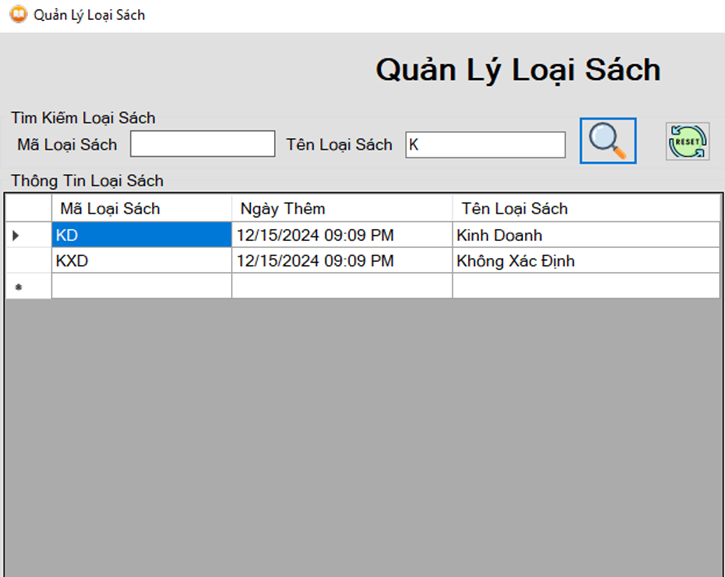 Quản Lý Loại Sách
Quản Lý Loại Sách
Tìm Kiếm Loại Sách
Mã Loại Sách Tên Loại Sách K RESET
Thông Tin Loại Sách
Mã Loại Sách Ngày Thêm Tên Loại Sách
KD 12/15/2024 09:09 PM Kinh Doanh
KXD 12/15/2024 09:09 PM Không Xác Định